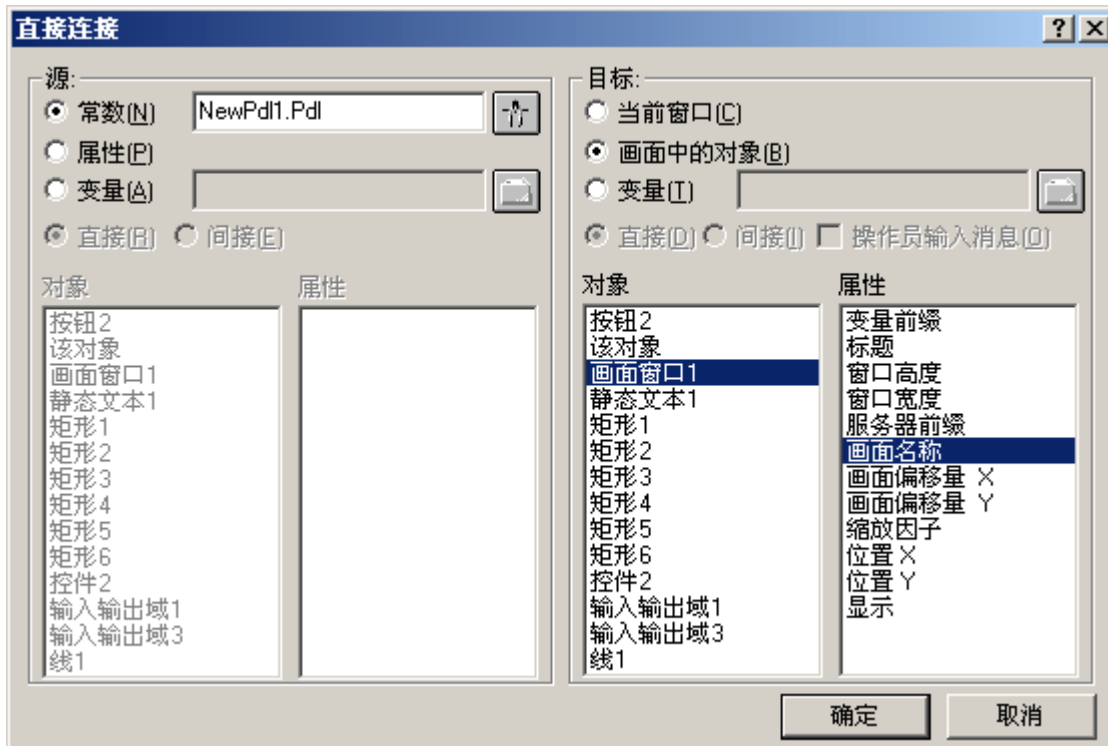 直接连接
源:
常数(N) NewPdl1.Pdl
属性(P)
变量(A)
直接(R) 间接(E)
对象 属性
按钮2
该对象
画面窗口1
静态文本1
矩形1
矩形2
矩形3
矩形4
矩形5
矩形6
控件2
输入输出域1
输入输出域3
线1
目标:
当前窗口(C)
画面中的对象(B)
变量(T)
直接(D) 间接(I) 操作员输入消息(O)
对象
按钮2
该对象
画面窗口1
静态文本1
矩形1
矩形2
矩形3
矩形4
矩形5
矩形6
控件2
输入输出域1
输入输出域3
线1
属性
变量前缀
标题
窗口高度
窗口宽度
服务器前缀
画面名称
画面偏移量 X
画面偏移量 Y
缩放因子
位置 X
位置 Y
显示
确定 取消